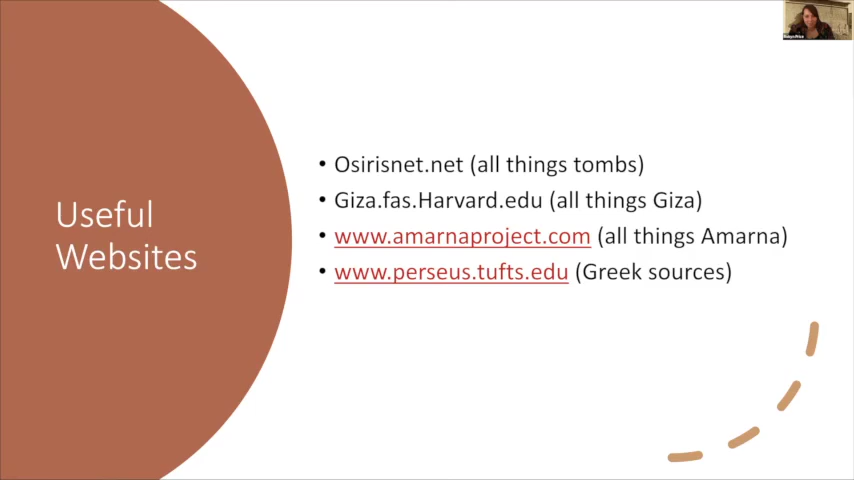 Useful
Websites
• Osirisnet.net (all things tombs)
• Giza.fas.Harvard.edu (all things Giza)
• www.amarnaproject.com (all things Amarna)
• www.perseus.tufts.edu (Greek sources)